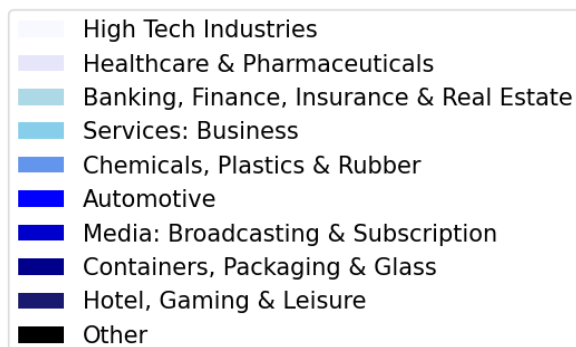 High Tech Industries
Healthcare & Pharmaceuticals
Banking, Finance, Insurance & Real Estate
Services: Business
Chemicals, Plastics & Rubber
Automotive
Media: Broadcasting & Subscription
Containers, Packaging & Glass
Hotel, Gaming & Leisure
Other